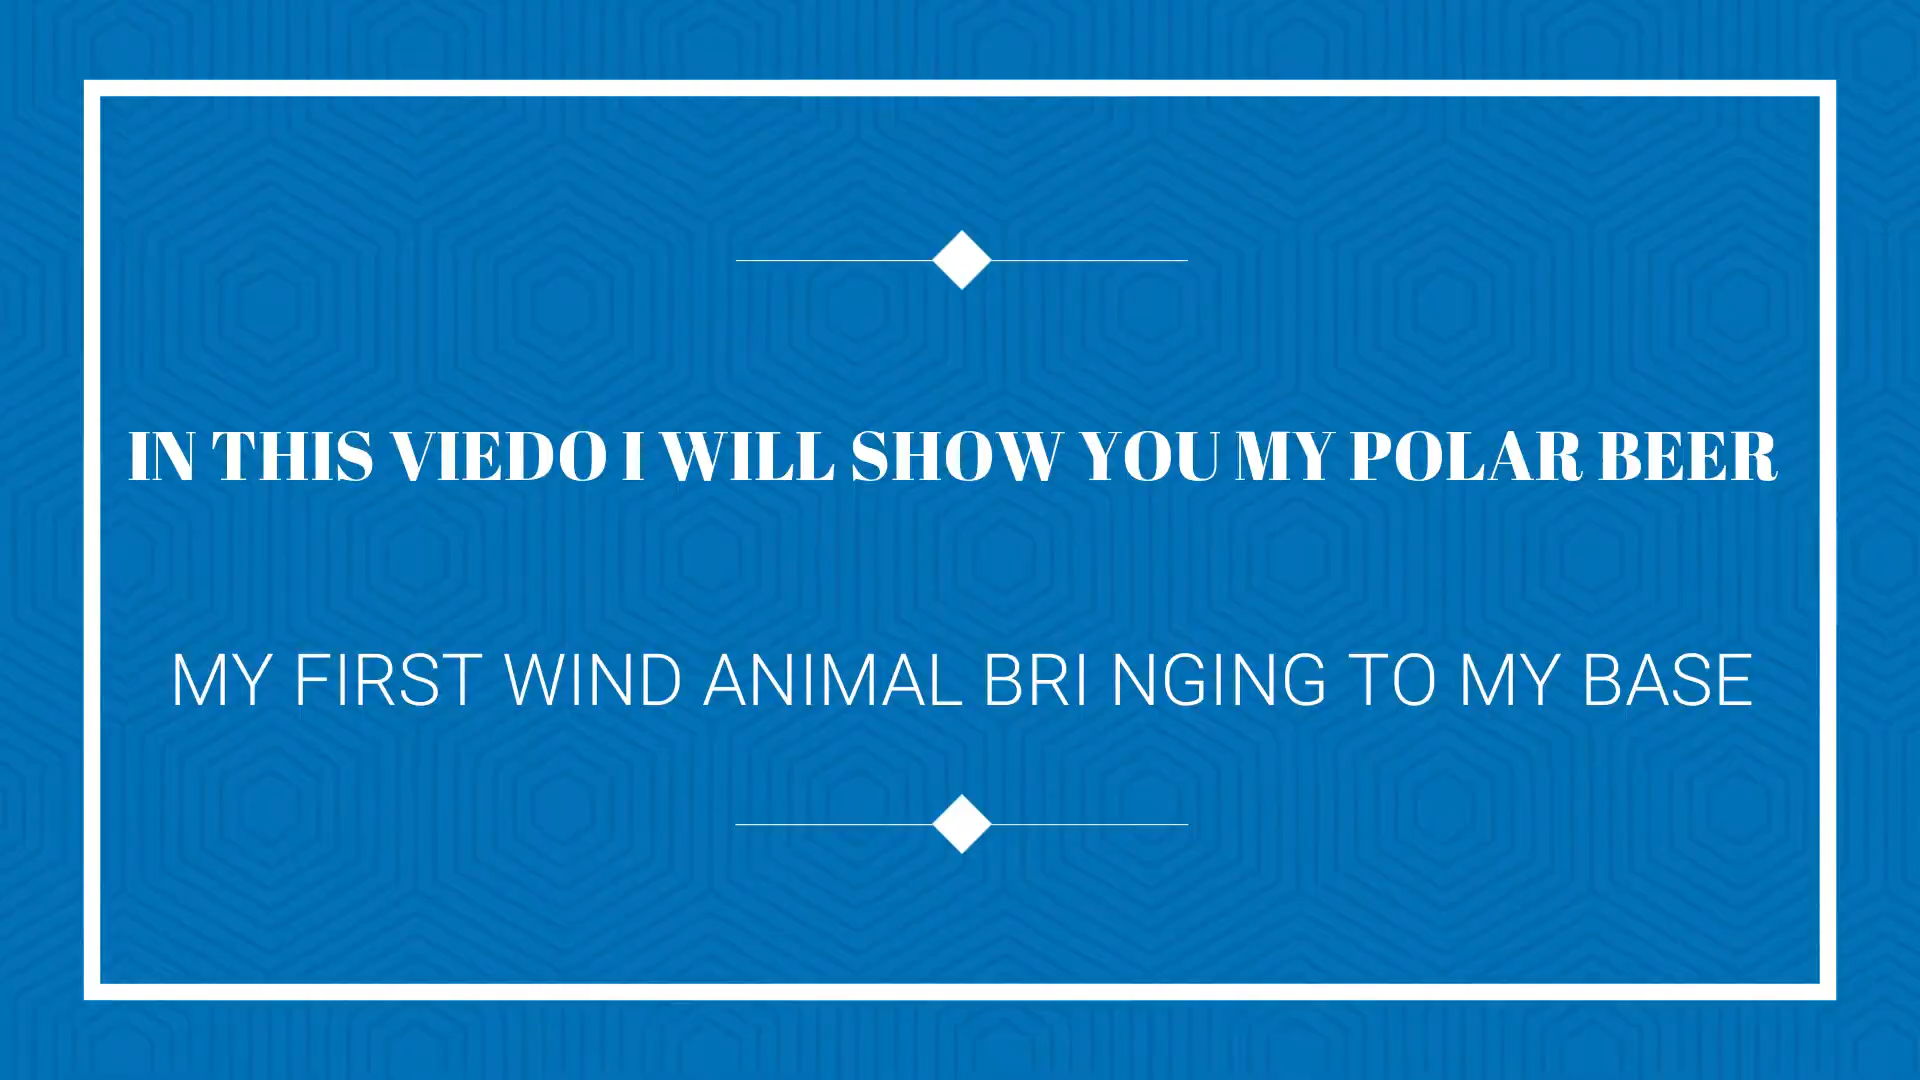 IN THIS VIEDO I WILL SHOW YOU MY POLAR BEER
MY FIRST WIND ANIMAL BRI NGING TO MY BASE